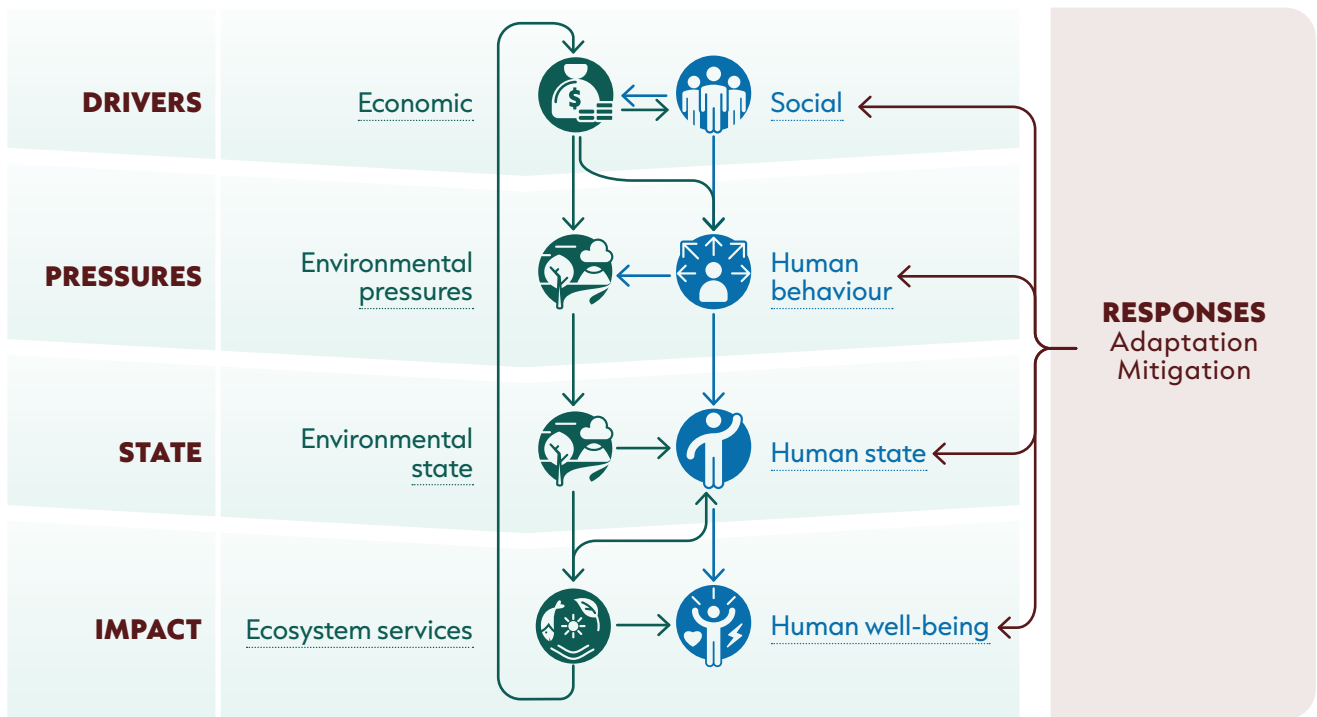 DRIVERS
Economic
$
Social
PRESSURES
Environmental
pressures
Human
behaviour
RESPONSES
Adaptation
Mitigation
STATE
Environmental
state
Human state
IMPACT
Ecosystem services
Human well-being